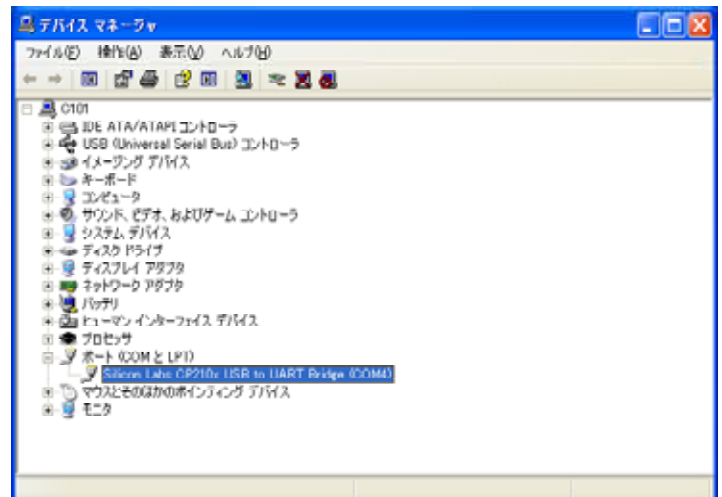 デバイス マネージャ
ファイル(F) 操作(A) 表示(V) ヘルプ(H)
C101
IDE ATA/ATAPI コントローラ
USB (Universal Serial Bus) コントローラ
イメージング デバイス
キーボード
コンピュータ
サウンド、ビデオ、およびゲーム コントローラ
システム デバイス
ディスク ドライブ
ディスプレイ アダプタ
ネットワーク アダプタ
バッテリ
ヒューマン インターフェイス デバイス
プロセッサ
ポート (COM と LPT)
Silicon Labs CP210x USB to UART Bridge (COM4)
マウスとそのほかのポインティング デバイス
モニタ